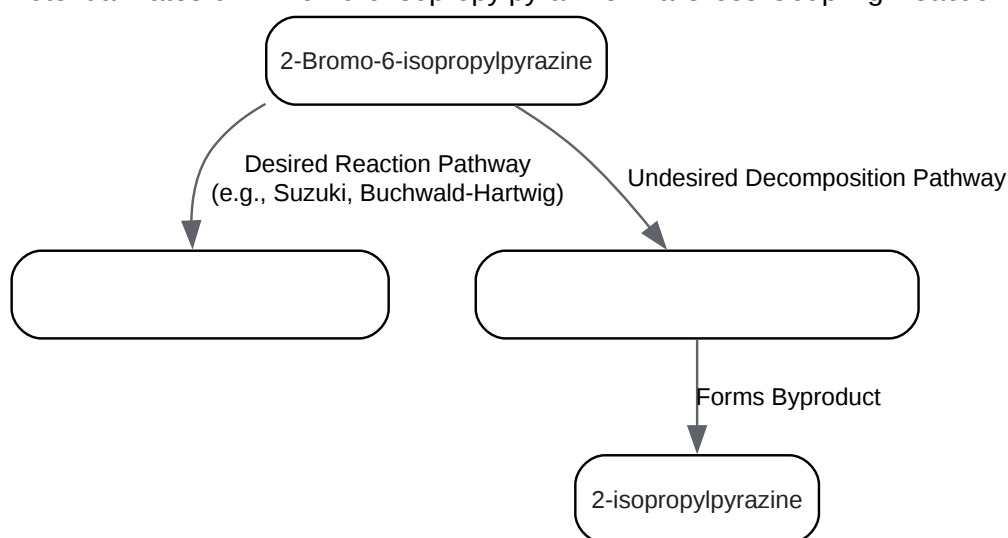 2-Bromo-6-isopropylpyrazine
Desired Reaction Pathway
(e.g., Suzuki, Buchwald-Hartwig)
Undesired Decomposition Pathway
Forms Byproduct
2-isopropylpyrazine